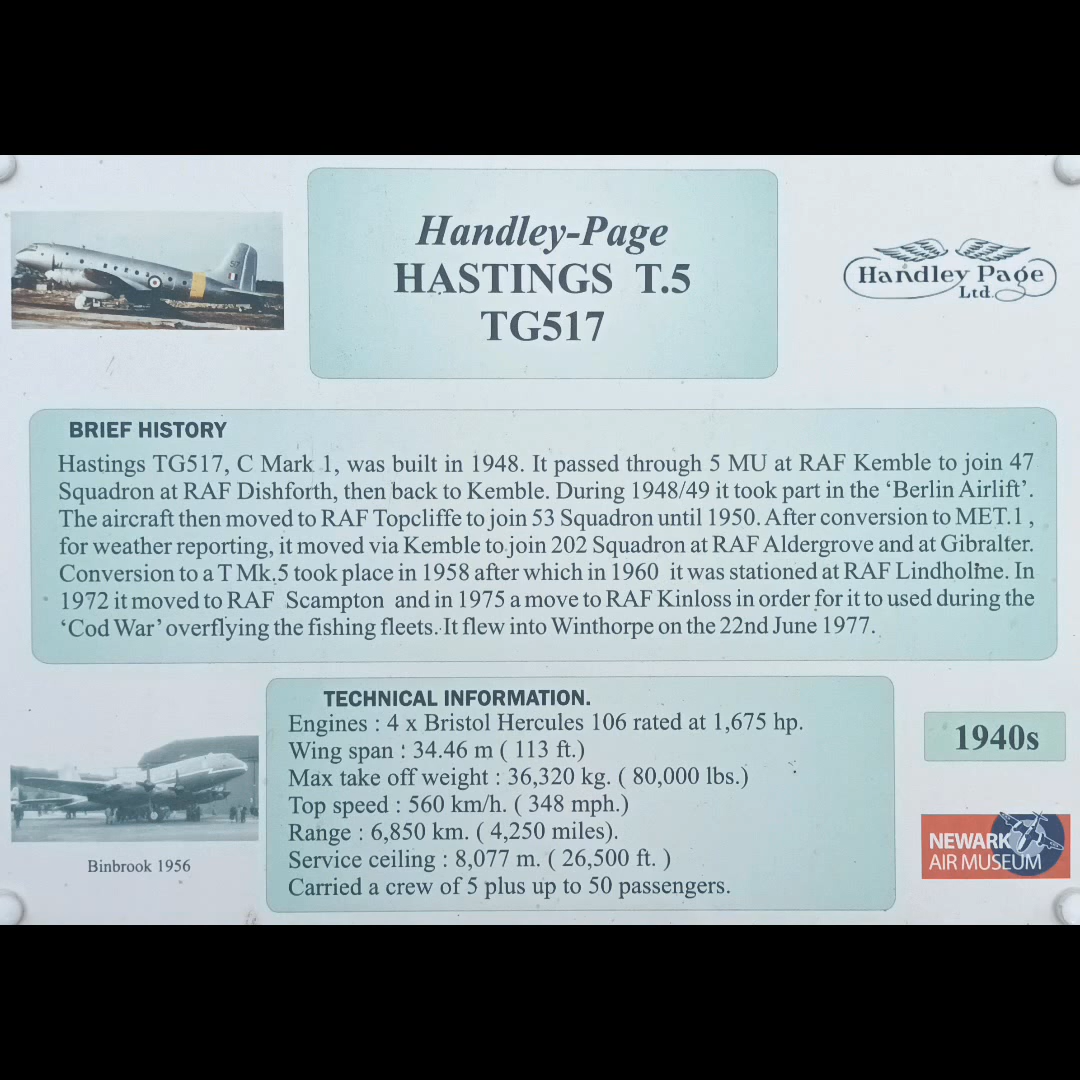 Handley-Page
HASTINGS T.5
TG517
Handley Page
Ltd.
BRIEF HISTORY
Hastings TG517, C Mark 1, was built in 1948. It passed through 5 MU at RAF Kemble to join 47
Squadron at RAF Dishforth, then back to Kemble. During 1948/49 it took part in the ‘Berlin Airlift’.
The aircraft then moved to RAF Topcliffe to join 53 Squadron until 1950. After conversion to MET.1 ,
for weather reporting, it moved via Kemble to join 202 Squadron at RAF Aldergrove and at Gibralter.
Conversion to a T Mk.5 took place in 1958 after which in 1960 it was stationed at RAF Lindholme. In
1972 it moved to RAF Scampton and in 1975 a move to RAF Kinloss in order for it to used during the
‘Cod War’ overflying the fishing fleets. It flew into Winthorpe on the 22nd June 1977.
TECHNICAL INFORMATION.
Engines : 4 x Bristol Hercules 106 rated at 1,675 hp.
Wing span : 34.46 m ( 113 ft.)
Max take off weight : 36,320 kg. ( 80,000 lbs.)
Top speed : 560 km/h. ( 348 mph.)
Range : 6,850 km. ( 4,250 miles).
Service ceiling : 8,077 m. ( 26,500 ft. )
Carried a crew of 5 plus up to 50 passengers.
Binbrook 1956
1940s
NEWARK
AIR MUSEUM